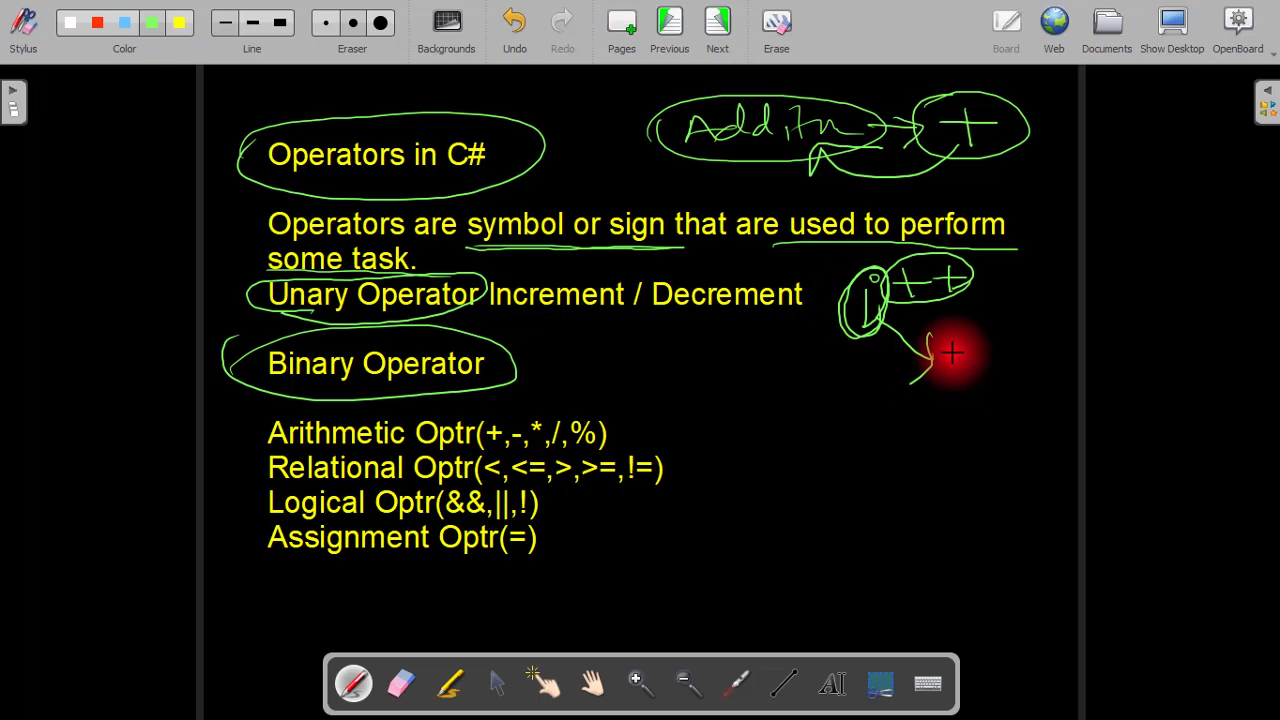 Stylus
Color
Line
Eraser
Backgrounds
Undo
Redo
Pages
Previous
Next
Erase
Board
Web
Documents
Show Desktop
OpenBoard
Addition +
Operators in C#
Operators are symbol or sign that are used to perform
some task.
Unary Operator Increment / Decrement
i++
Binary Operator
Arithmetic Optr(+,-,*,/,%)
Relational Optr(<,<=,>,>=,!=)
Logical Optr(&&,||,!)
Assignment Optr(=)
AI